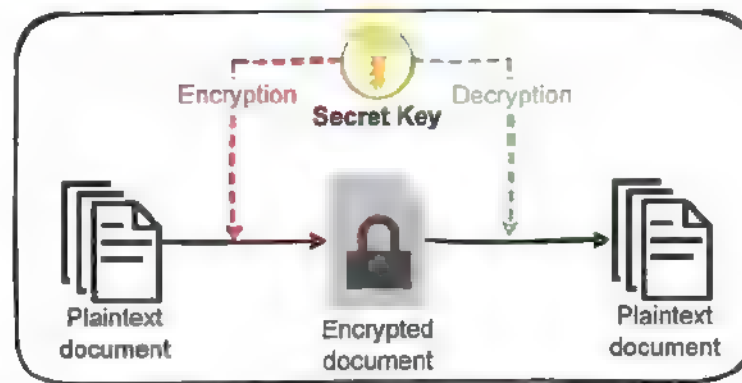 Encryption
Decryption
Secret Key
Plaintext
document
Encrypted
document
Plaintext
document